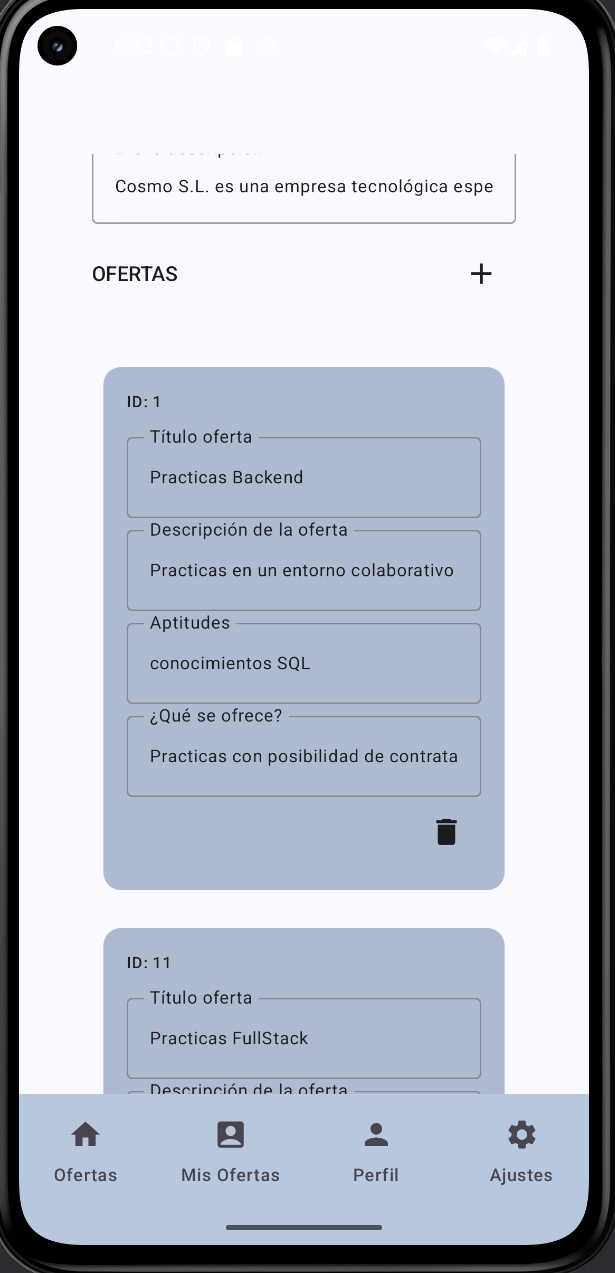 6:23
Cosmo S.L. es una empresa tecnológica espe
OFERTAS
ID: 1
Título oferta
Practicas Backend
Descripción de la oferta
Practicas en un entorno colaborativo
Aptitudes
conocimientos SQL
¿Qué se ofrece?
Practicas con posibilidad de contrata
ID: 11
Título oferta
Practicas FullStack
Descripción de la oferta
Ofertas
Mis Ofertas
Perfil
Ajustes